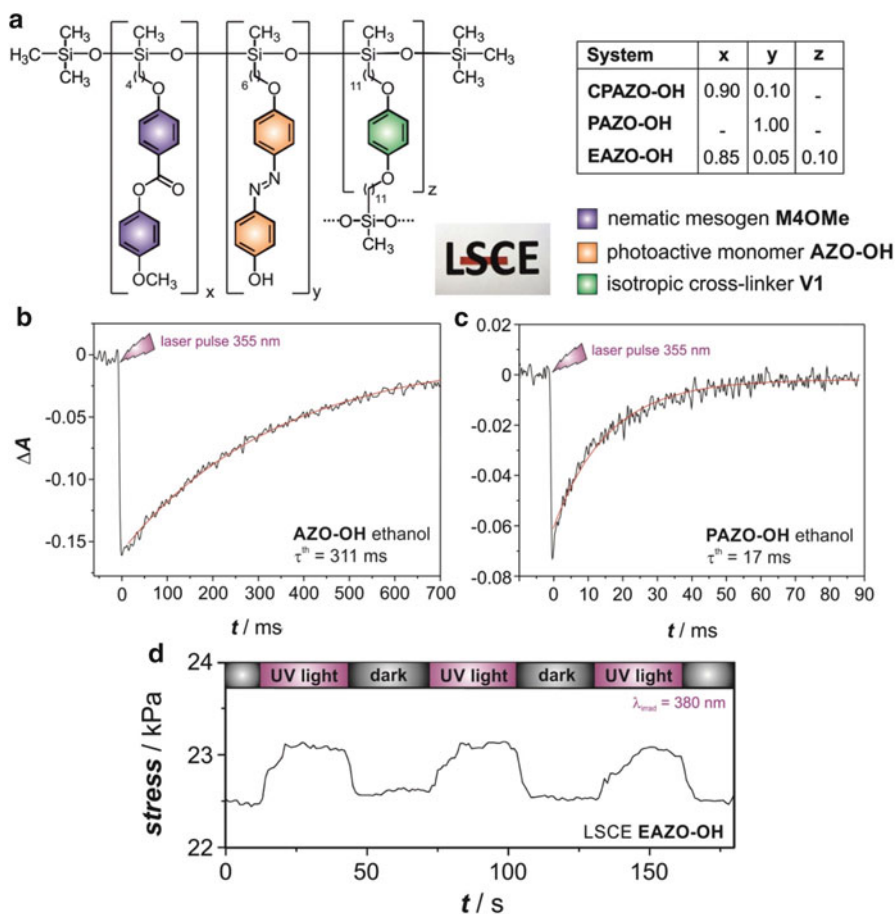 a
CH3 CH3 CH3 CH3 CH3
H3C Si O Si O Si O Si O Si CH3
CH3 CH3
4 O 6 O 11 O
O O N N O
z
11
O Si O
CH3
OCH3 x OH y
System x y z
CPAZO-OH 0.90 0.10 -
PAZO-OH - 1.00 -
EAZO-OH 0.85 0.05 0.10
LSCE
nematic mesogen M4OMe
photoactive monomer AZO-OH
isotropic cross-linker V1
b
laser pulse 355 nm
0
-0.05
-0.10
-0.15
ΔA
AZO-OH ethanol
τth = 311 ms
0 100 200 300 400 500 600 700
t / ms
c
0.02
laser pulse 355 nm
0
-0.02
-0.04
-0.06
-0.08
PAZO-OH ethanol
τth = 17 ms
-10 0 10 20 30 40 50 60 70 80 90
t / ms
d
24
UV light dark UV light dark UV light
λirrad = 380 nm
23
22
stress / kPa
LSCE EAZO-OH
0 50 100 150
t / s